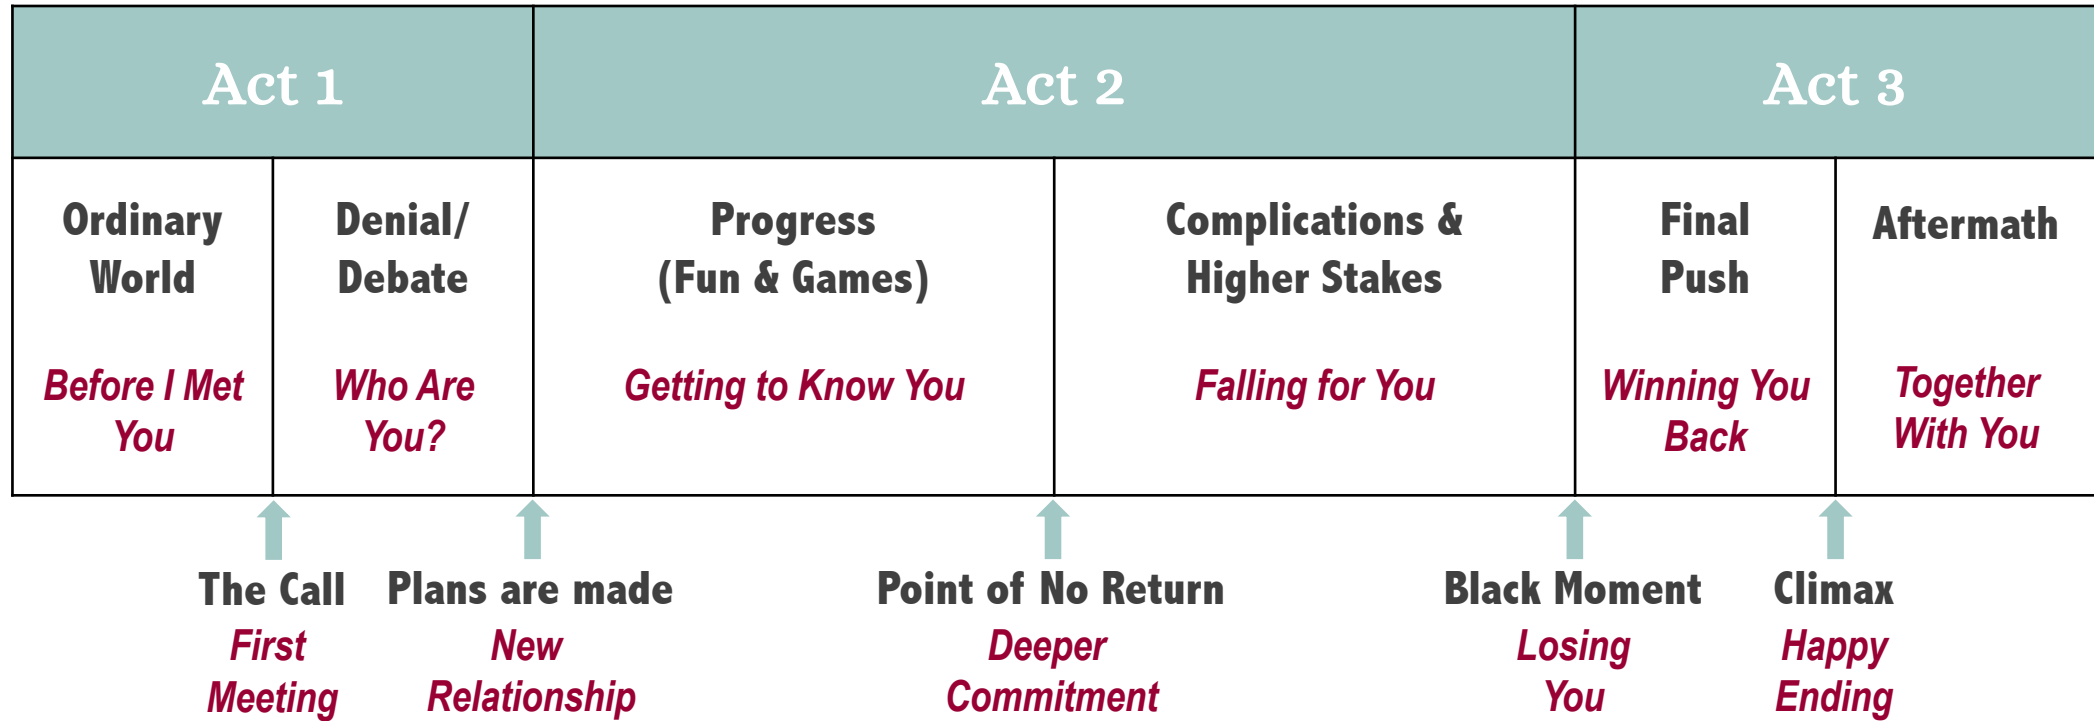 Act 1
Act 2
Act 3
Ordinary
World
Before I Met
You
Denial/
Debate
Who Are
You?
Progress
(Fun & Games)
Getting to Know You
Complications &
Higher Stakes
Falling for You
Final
Push
Winning You
Back
Aftermath
Together
With You
The Call
First
Meeting
Plans are made
New
Relationship
Point of No Return
Deeper
Commitment
Black Moment
Losing
You
Climax
Happy
Ending